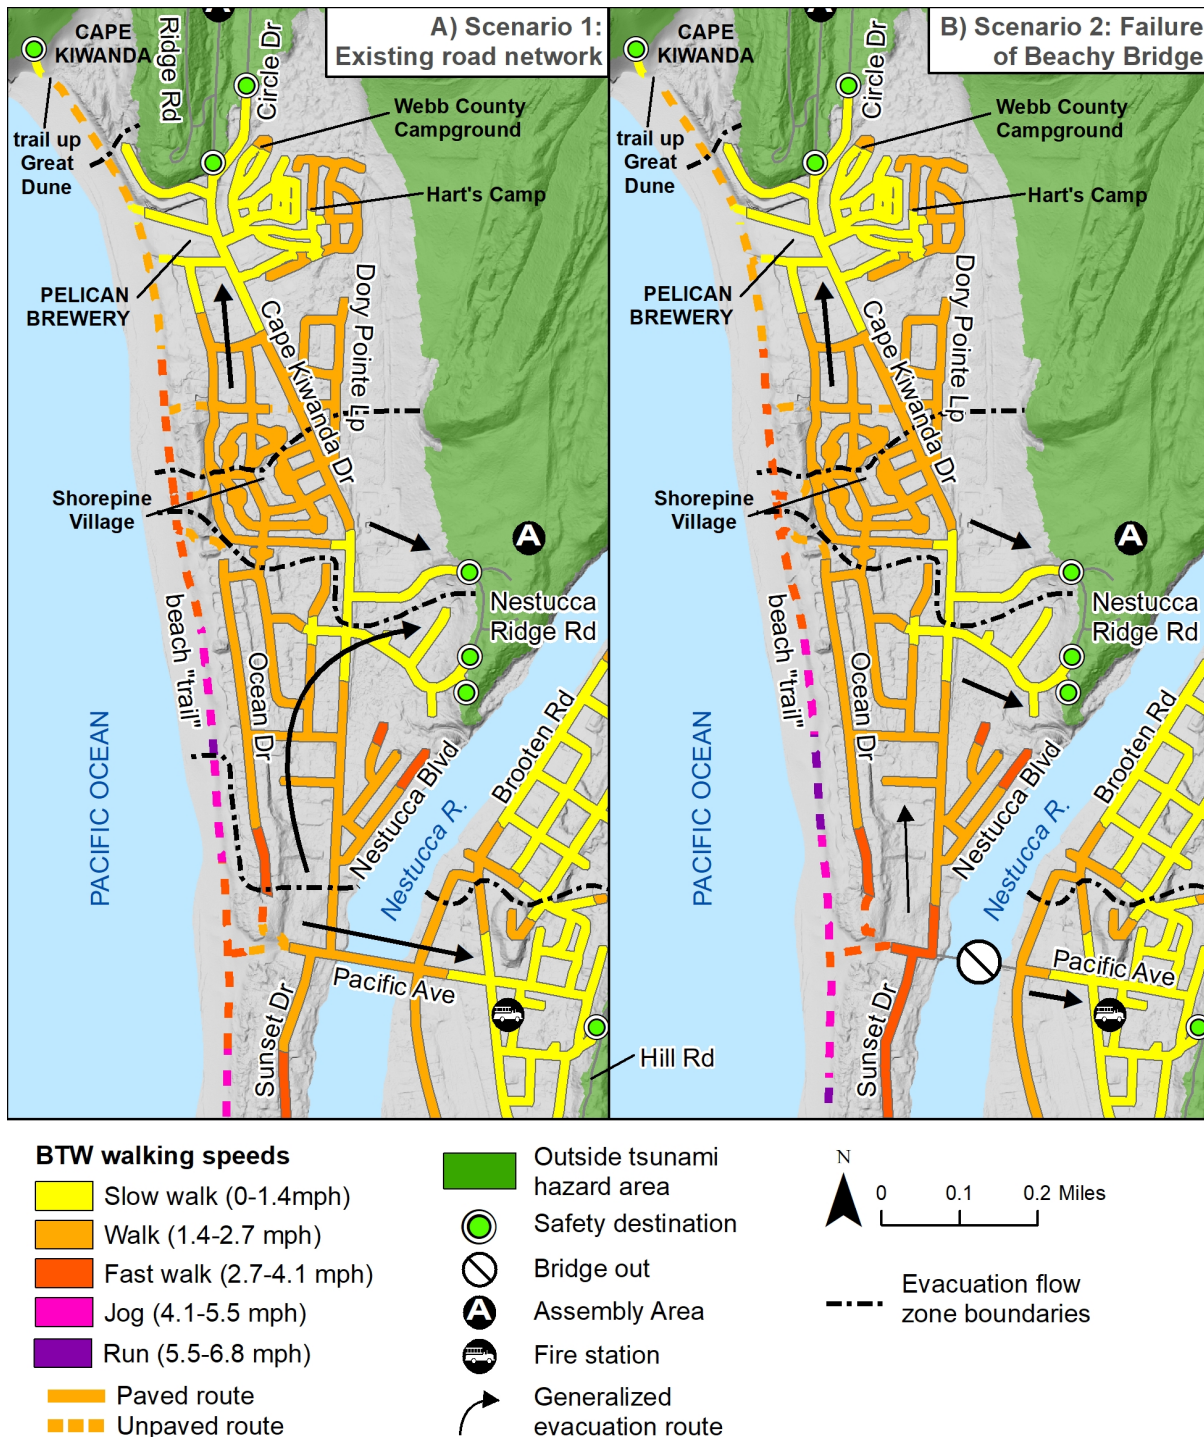 A) Scenario 1:
Existing road network
CAPE
KIWANDA
Ridge Rd
Circle Dr
Webb County
Campground
trail up
Great
Dune
Hart's Camp
PELICAN
BREWERY
Dory Pointe Lp
Cape Kiwanda Dr
Shorepine
Village
A
Nestucca
Ridge Rd
beach "trail"
Ocean Dr
PACIFIC OCEAN
Nestucca Blvd
Nestucca R.
Brooten Rd
Pacific Ave
Sunset Dr
Hill Rd
B) Scenario 2: Failure
of Beachy Bridge
CAPE
KIWANDA
Ridge Rd
Circle Dr
Webb County
Campground
trail up
Great
Dune
Hart's Camp
PELICAN
BREWERY
Dory Pointe Lp
Cape Kiwanda Dr
Shorepine
Village
A
Nestucca
Ridge Rd
beach "trail"
Ocean Dr
PACIFIC OCEAN
Nestucca Blvd
Nestucca R.
Brooten Rd
Pacific Ave
Sunset Dr
BTW walking speeds
Slow walk (0-1.4mph)
Walk (1.4-2.7 mph)
Fast walk (2.7-4.1 mph)
Jog (4.1-5.5 mph)
Run (5.5-6.8 mph)
Paved route
Unpaved route
Outside tsunami
hazard area
Safety destination
Bridge out
A
Assembly Area
Fire station
Generalized
evacuation route
N
0 0.1 0.2 Miles
Evacuation flow
zone boundaries